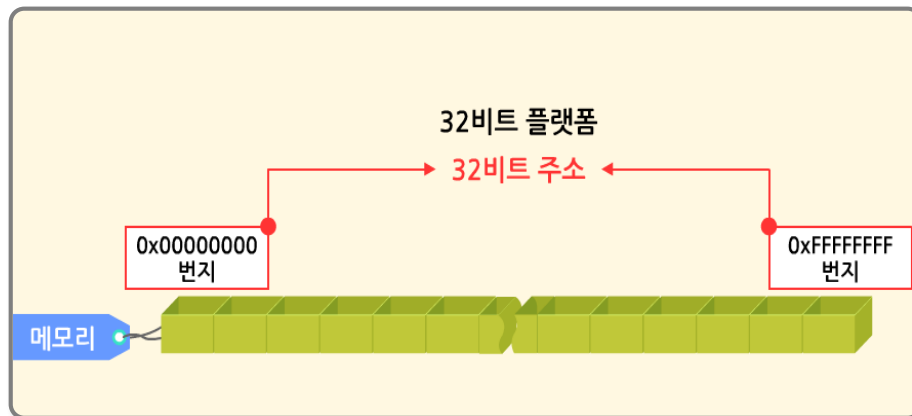 32비트 플랫폼
32비트 주소
0x00000000
번지
0xFFFFFFFF
번지
메모리